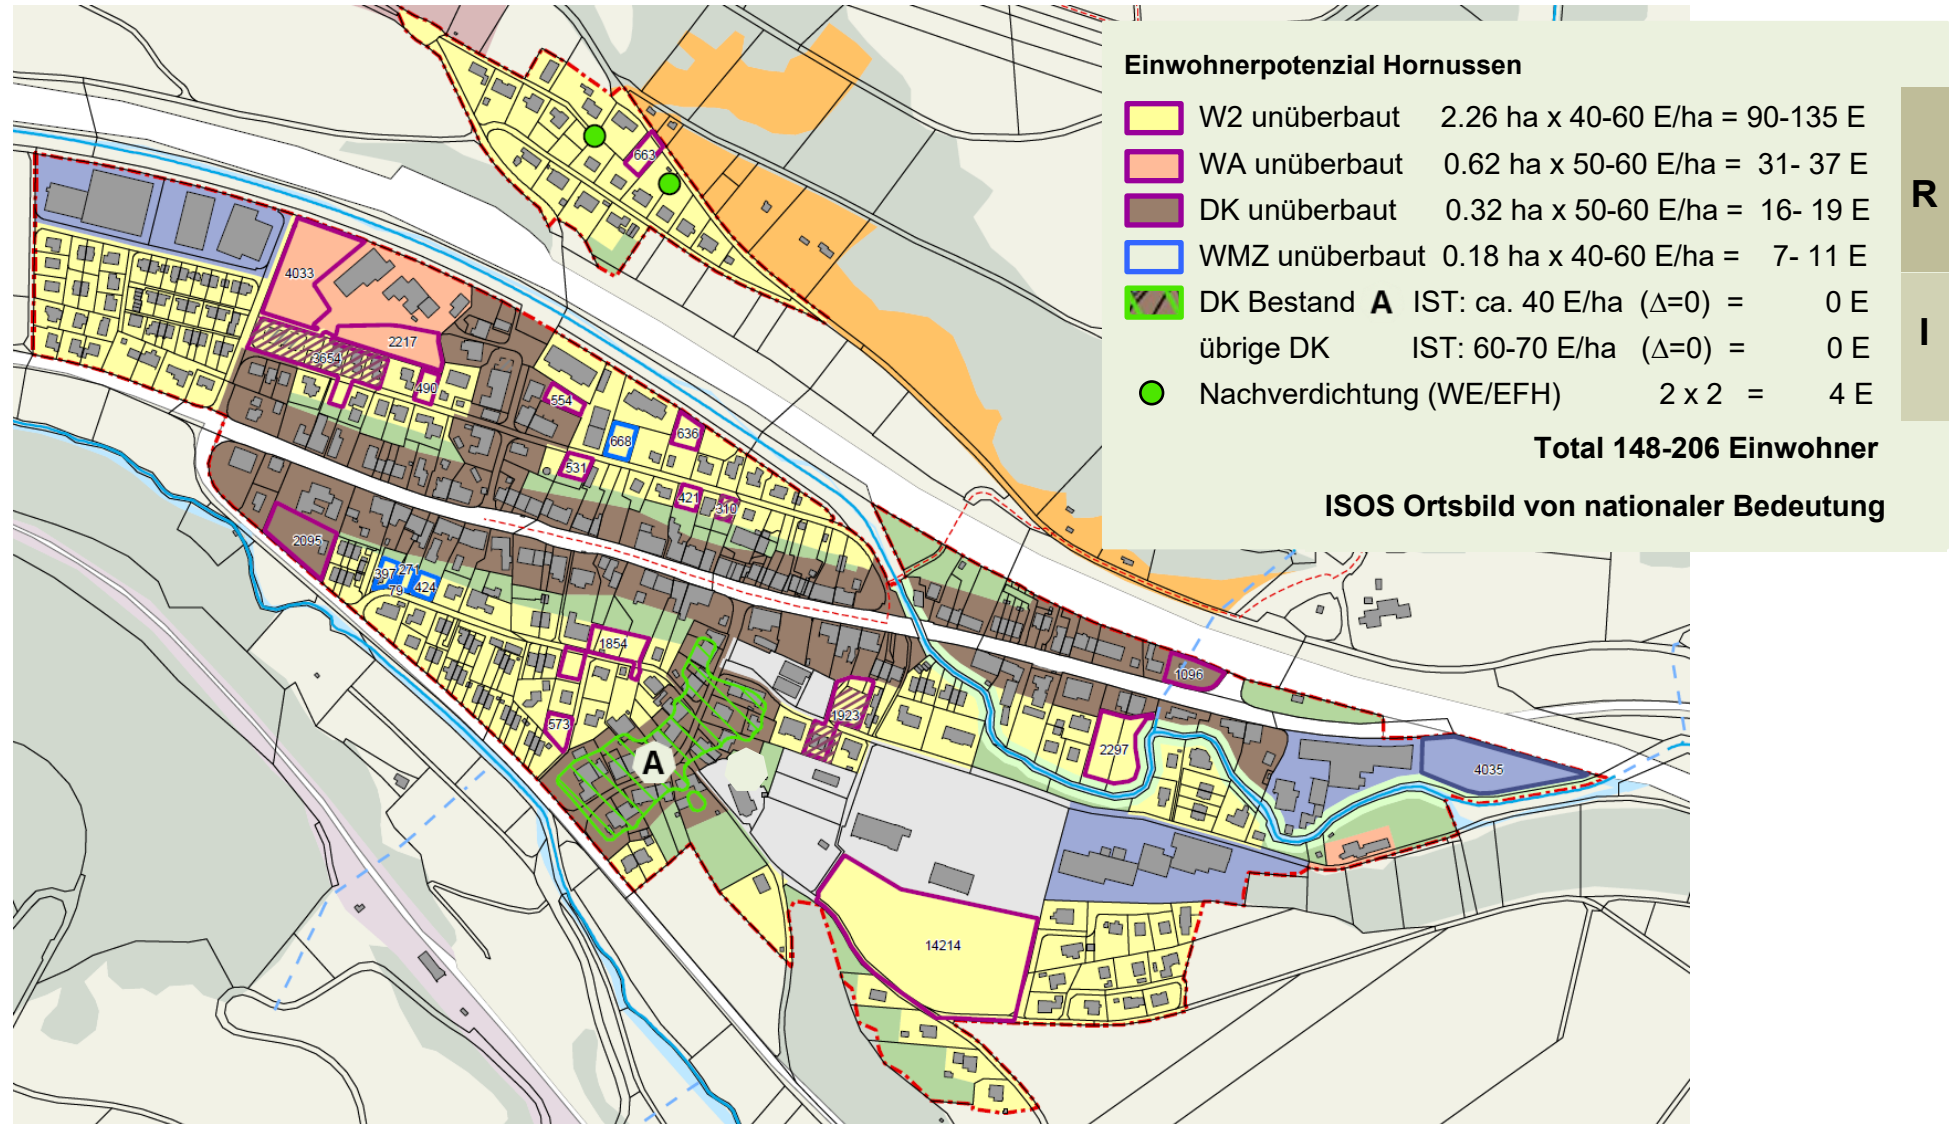 Einwohnerpotenzial Hornussen
W2 unüberbaut 2.26 ha x 40-60 E/ha = 90-135 E
WA unüberbaut 0.62 ha x 50-60 E/ha = 31- 37 E
DK unüberbaut 0.32 ha x 50-60 E/ha = 16- 19 E
WMZ unüberbaut 0.18 ha x 40-60 E/ha = 7- 11 E
R
DK Bestand A IST: ca. 40 E/ha (Δ=0) = 0 E
übrige DK IST: 60-70 E/ha (Δ=0) = 0 E
Nachverdichtung (WE/EFH) 2 x 2 = 4 E
I
Total 148-206 Einwohner
ISOS Ortsbild von nationaler Bedeutung
663
4033
2217
3654
490
554
668
636
531
421
310
2095
397
271
79
424
1854
573
A
1923
1096
2297
4035
14214